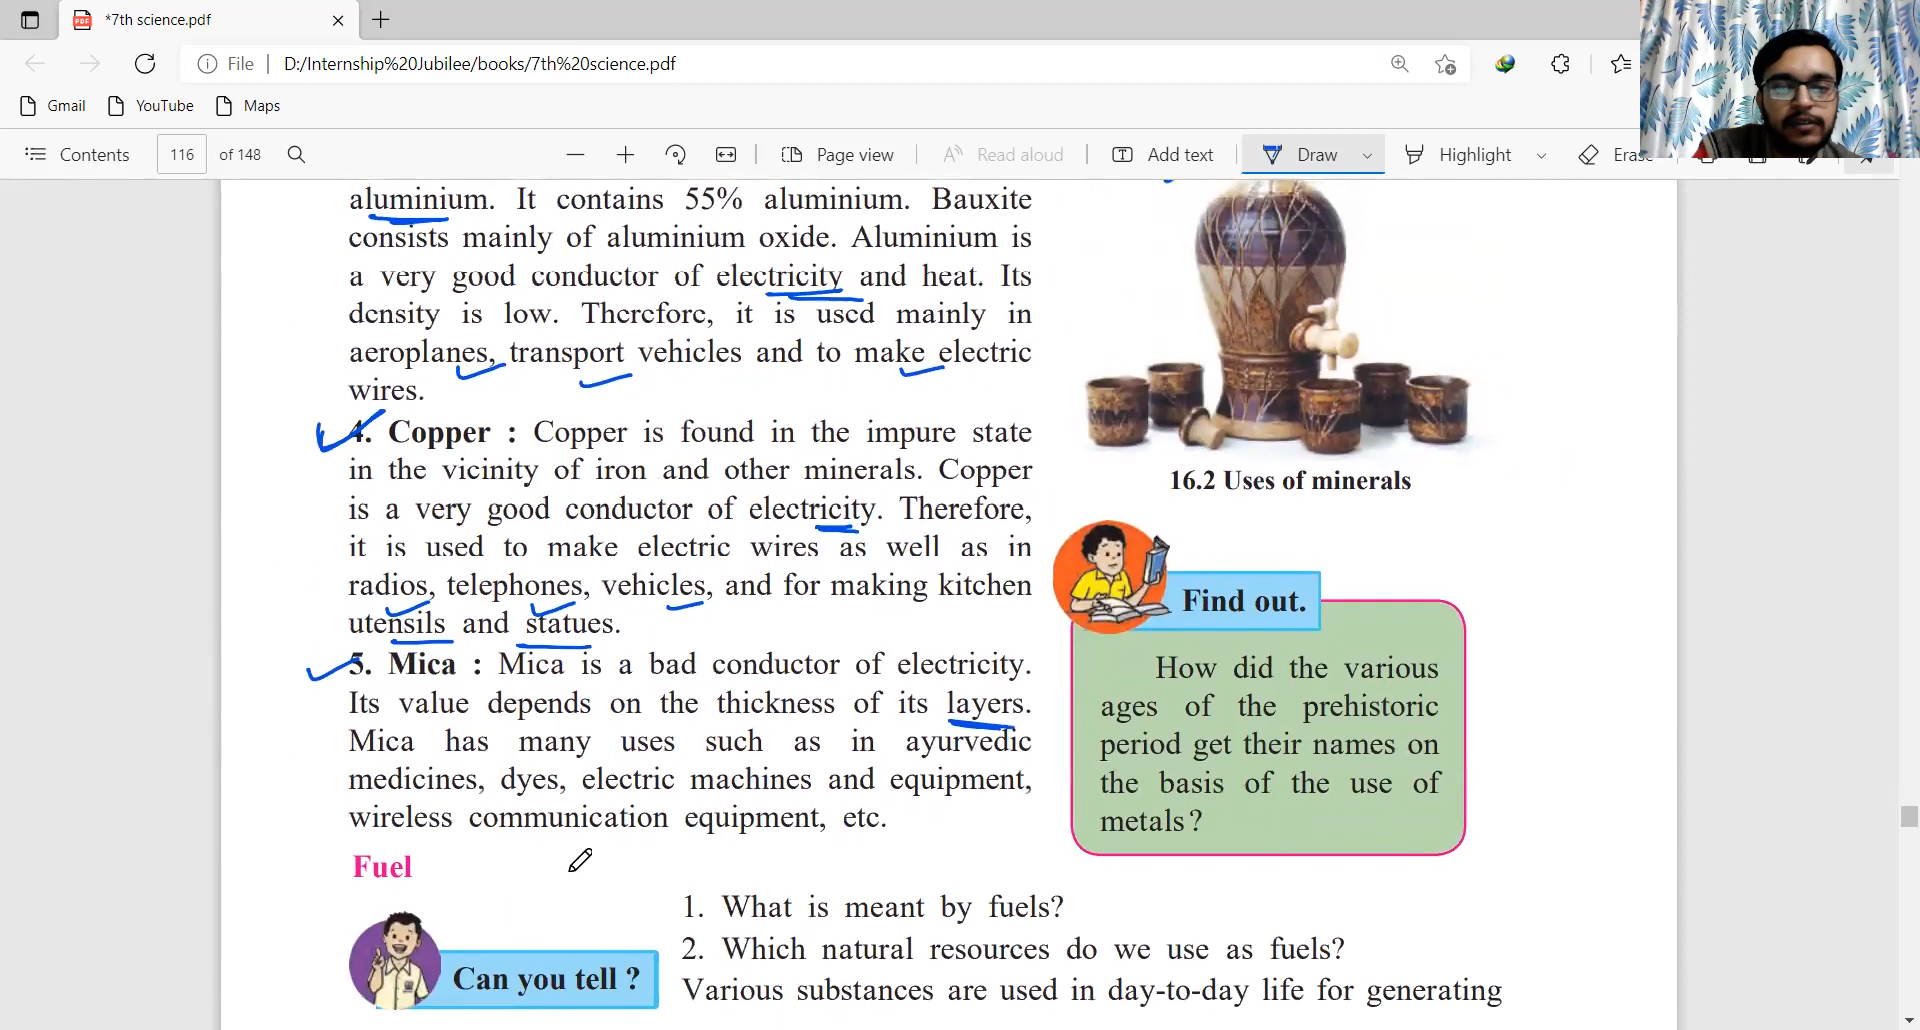 *7th science.pdf
File
D:/Internship%20Jubilee/books/7th%20science.pdf
Gmail
YouTube
Maps
Contents
116
of 148
Page view
Read aloud
Add text
Draw
Highlight
aluminium. It contains 55% aluminium. Bauxite
consists mainly of aluminium oxide. Aluminium is
a very good conductor of electricity and heat. Its
density is low. Therefore, it is used mainly in
aeroplanes, transport vehicles and to make electric
wires.
4. Copper : Copper is found in the impure state
in the vicinity of iron and other minerals. Copper
is a very good conductor of electricity. Therefore,
it is used to make electric wires as well as in
radios, telephones, vehicles, and for making kitchen
utensils and statues.
5. Mica : Mica is a bad conductor of electricity.
Its value depends on the thickness of its layers.
Mica has many uses such as in ayurvedic
medicines, dyes, electric machines and equipment,
wireless communication equipment, etc.
16.2 Uses of minerals
Find out.
How did the various
ages of the prehistoric
period get their names on
the basis of the use of
metals?
Fuel
Can you tell ?
1. What is meant by fuels?
2. Which natural resources do we use as fuels?
Various substances are used in day-to-day life for generating